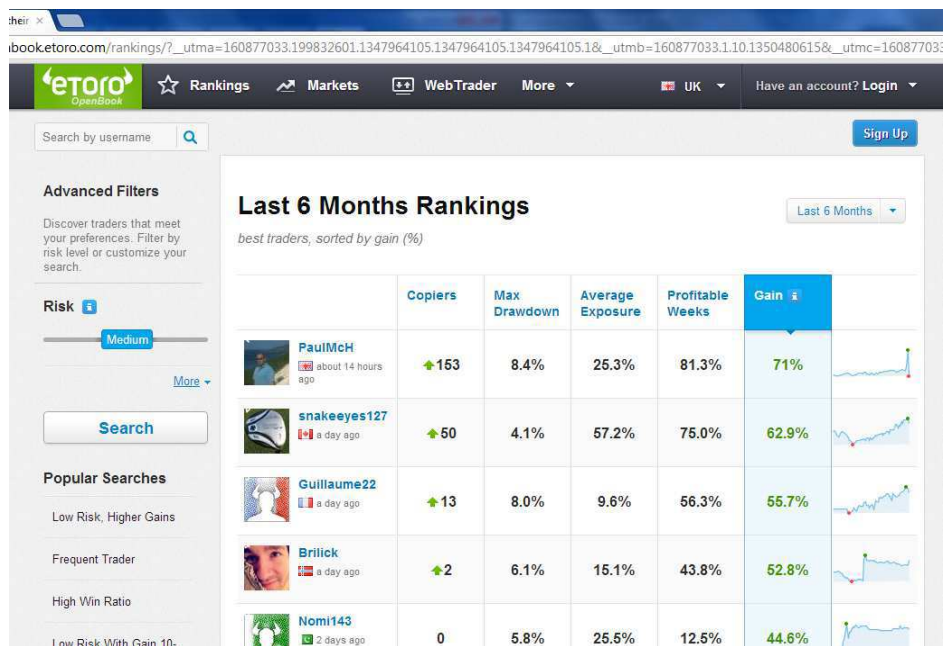 their ×
book.etoro.com/rankings/?__utma=160877033.199832601.1347964105.1347964105.1347964105.1&__utmb=160877033.1.10.1350480615&__utmc=160877033
eToro OpenBook Rankings Markets WebTrader More UK Have an account? Login
Search by username
Sign Up
Advanced Filters
Discover traders that meet
your preferences. Filter by
risk level or customize your
search.
Risk i
Medium
More
Search
Popular Searches
Low Risk, Higher Gains
Frequent Trader
High Win Ratio
Low Risk With Gain 10-
Last 6 Months Rankings
Last 6 Months
best traders, sorted by gain (%)
Copiers Max Drawdown Average Exposure Profitable Weeks Gain i
PaulMcH
about 14 hours ago
153 8.4% 25.3% 81.3% 71%
snakeeyes127
a day ago
50 4.1% 57.2% 75.0% 62.9%
Guillaume22
a day ago
13 8.0% 9.6% 56.3% 55.7%
Brilick
a day ago
2 6.1% 15.1% 43.8% 52.8%
Nomi143
2 days ago
0 5.8% 25.5% 12.5% 44.6%